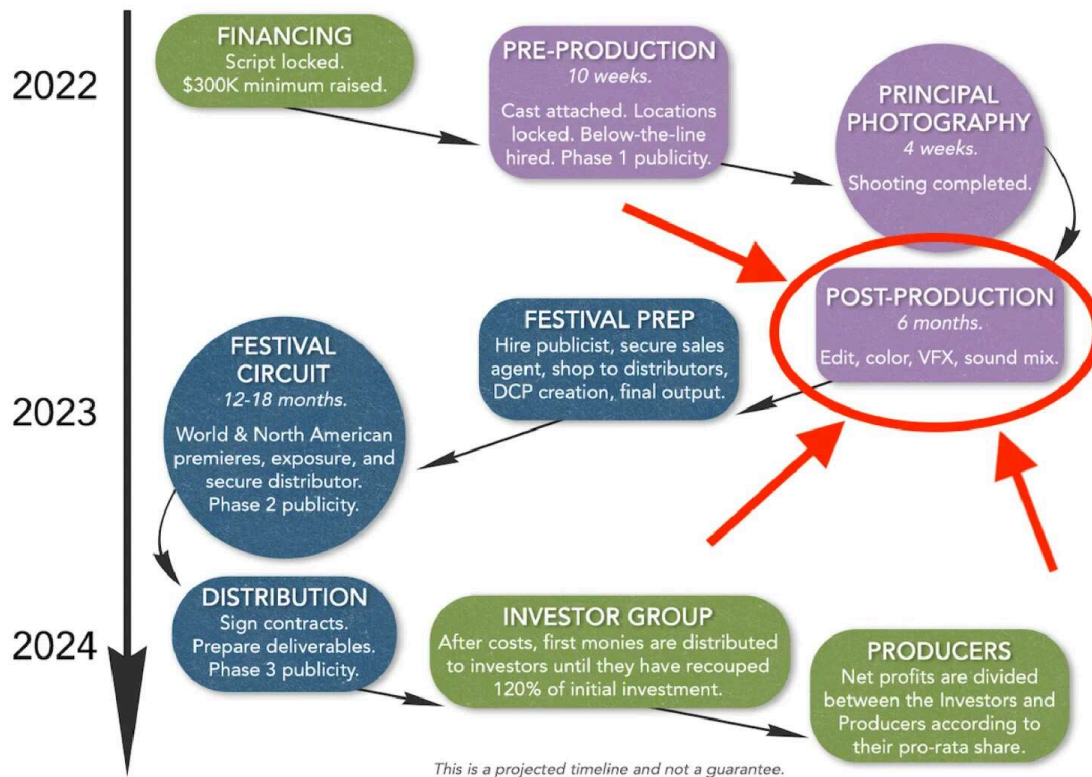 2022
FINANCING
Script locked.
$300K minimum raised.
PRE-PRODUCTION
10 weeks.
Cast attached. Locations
locked. Below-the-line
hired. Phase 1 publicity.
PRINCIPAL
PHOTOGRAPHY
4 weeks.
Shooting completed.
POST-PRODUCTION
6 months.
Edit, color, VFX, sound mix.
FESTIVAL PREP
Hire publicist, secure sales
agent, shop to distributors,
DCP creation, final output.
2023
FESTIVAL
CIRCUIT
12-18 months.
World & North American
premieres, exposure, and
secure distributor.
Phase 2 publicity.
2024
DISTRIBUTION
Sign contracts.
Prepare deliverables.
Phase 3 publicity.
INVESTOR GROUP
After costs, first monies are distributed
to investors until they have recouped
120% of initial investment.
PRODUCERS
Net profits are divided
between the Investors and
Producers according to
their pro-rata share.
This is a projected timeline and not a guarantee.